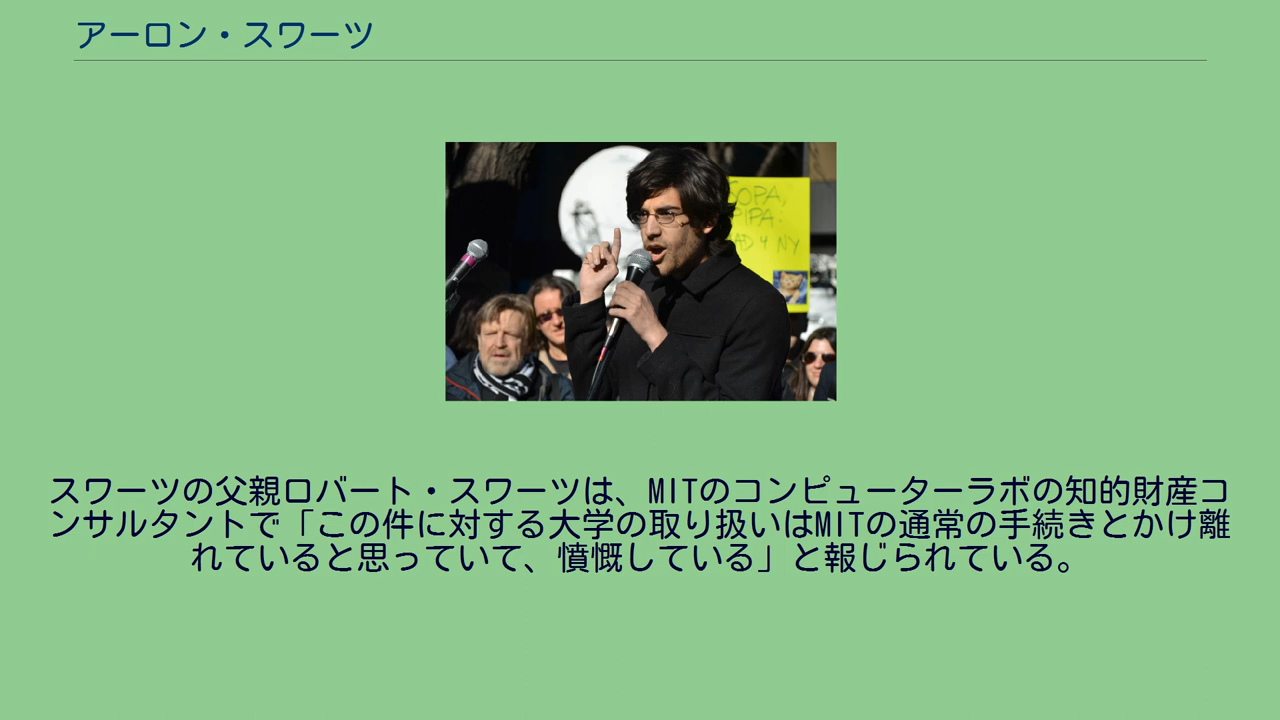 アーロン・スワーツ
SOPA,
PIPA:
NY
スワーツの父親ロバート・スワーツは、MITのコンピューターラボの知的財産コ
ンサルタントで「この件に対する大学の取り扱いはMITの通常の手続きとかけ離
れていると思っていて、憤慨している」と報じられている。